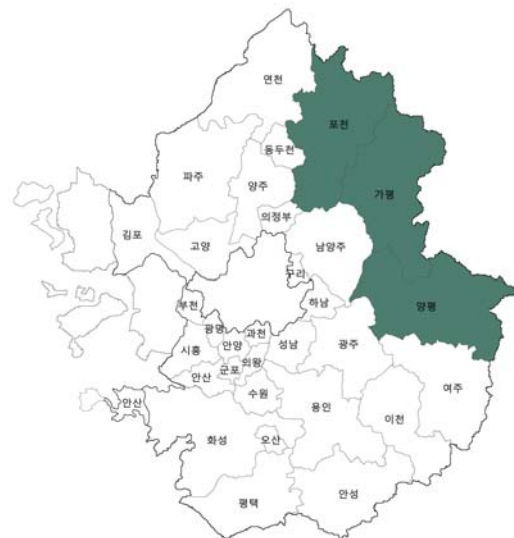 연천
포천
동두천
파주
양주
가평
의정부
김포
고양
남양주
구리
부천
하남
양평
광명
과천
시흥
안양
성남
광주
의왕
안산
군포
여주
안산
수원
용인
이천
화성
오산
평택
안성